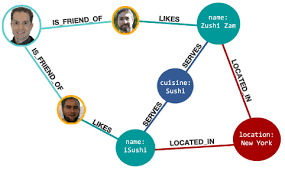 IS_FRIEND_OF
LIKES
name:
Zushi Zam
IS_FRIEND_OF
SERVES
cuisine:
Sushi
LOCATED_IN
SERVES
LIKES
name:
iSushi
LOCATED_IN
location:
New York